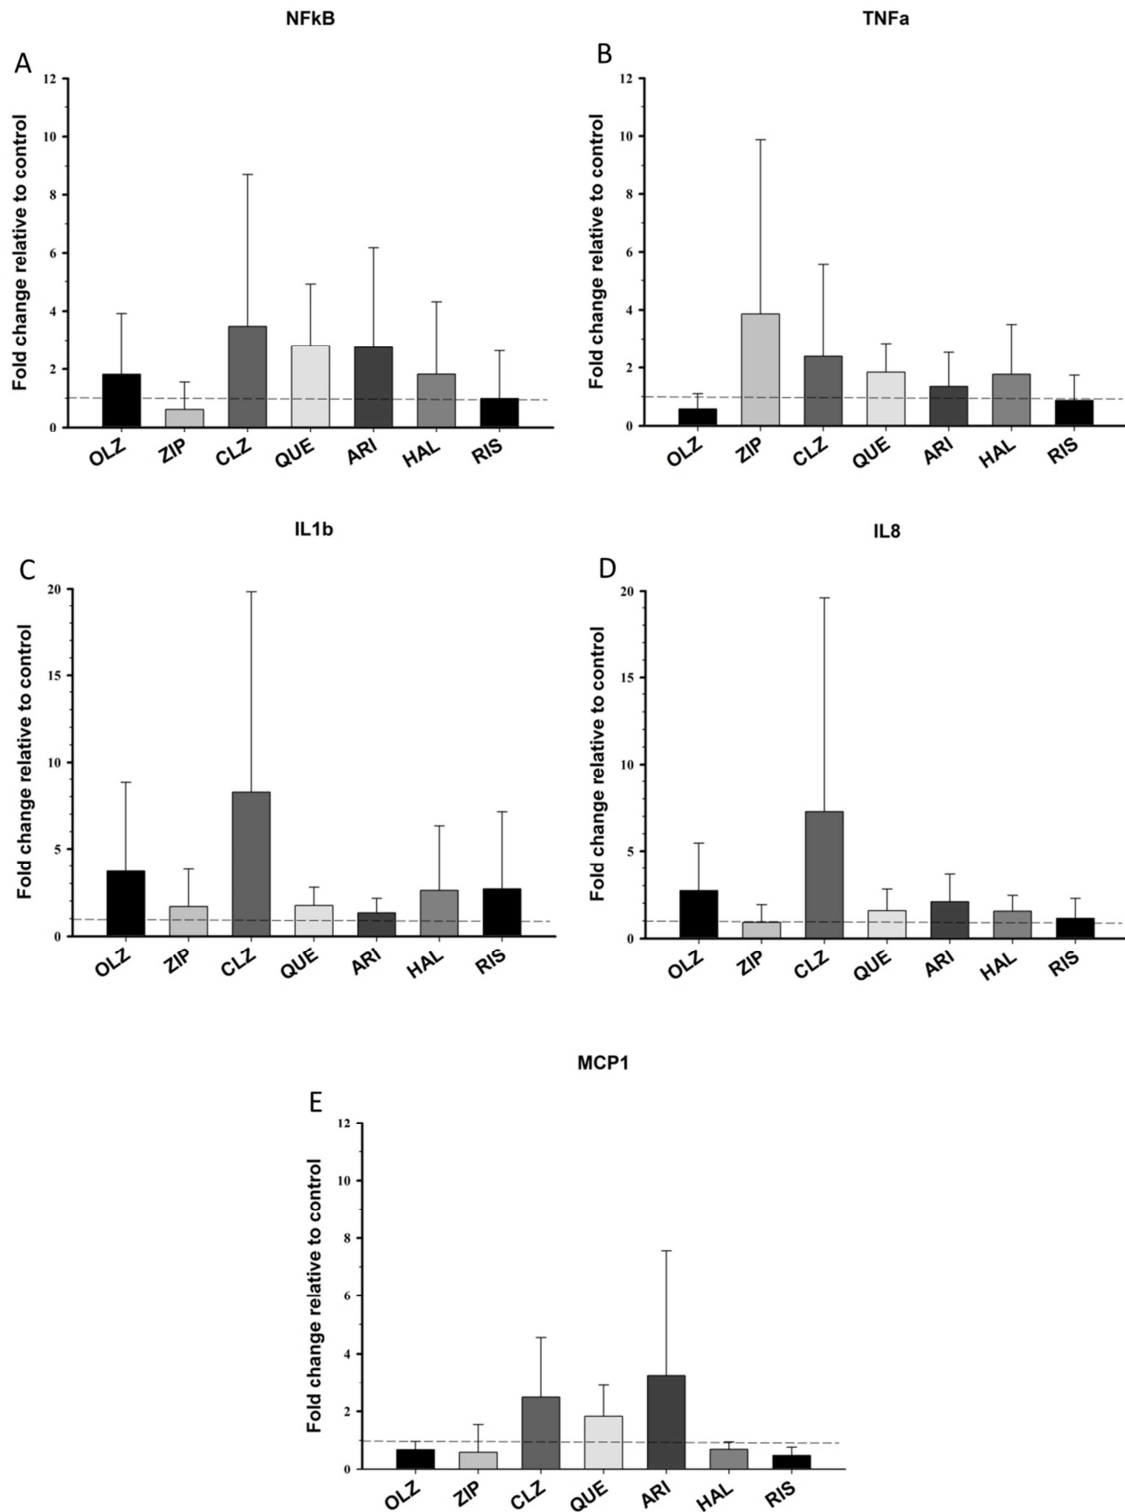 NFkB
A
Fold change relative to control
12
10
8
6
4
2
0
OLZ ZIP CLZ QUE ARI HAL RIS
TNFa
B
Fold change relative to control
12
10
8
6
4
2
0
OLZ ZIP CLZ QUE ARI HAL RIS
IL1b
C
Fold change relative to control
20
15
10
5
0
OLZ ZIP CLZ QUE ARI HAL RIS
IL8
D
Fold change relative to control
20
15
10
5
0
OLZ ZIP CLZ QUE ARI HAL RIS
MCP1
E
Fold change relative to control
12
10
8
6
4
2
0
OLZ ZIP CLZ QUE ARI HAL RIS